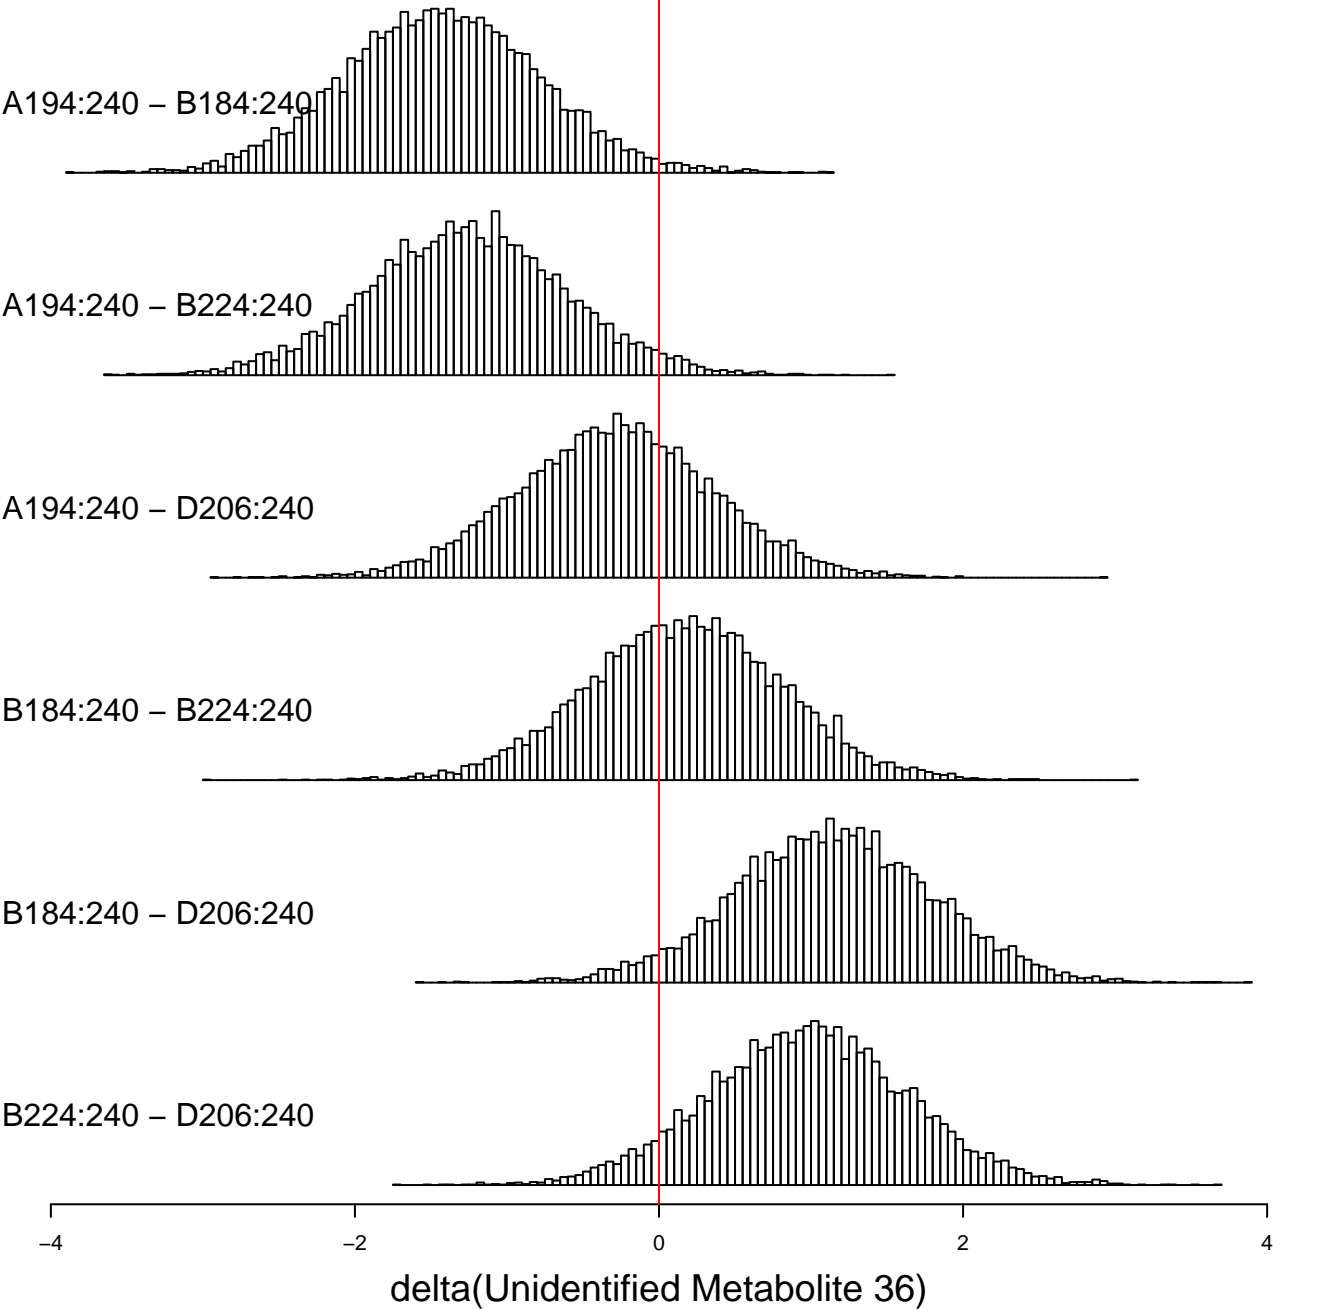 A194:240 – B184:240
A194:240 – B224:240
A194:240 – D206:240
B184:240 – B224:240
B184:240 – D206:240
B224:240 – D206:240
–4 –2 0 2 4
delta(Unidentified Metabolite 36)